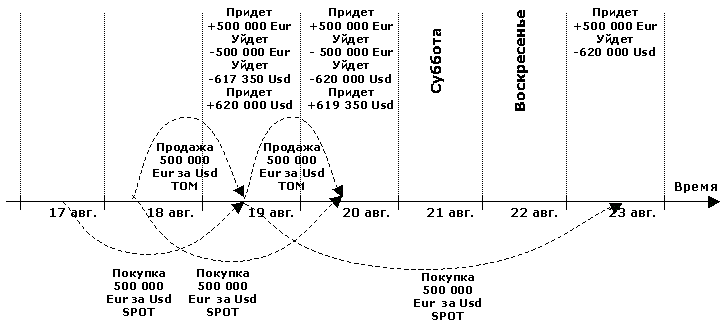 Придет
+500 000 Eur
Уйдет
-500 000 Eur
Уйдет
-617 350 Usd
Придет
+620 000 Usd
Придет
+500 000 Eur
Уйдет
- 500 000 Eur
Уйдет
-620 000 Usd
Придет
+619 350 Usd
Суббота
Воскресенье
Придет
+500 000 Eur
Уйдет
-620 000 Usd
Продажа
500 000
Eur за Usd
TOM
Продажа
500 000
Eur за Usd
TOM
Время
17 авг.
18 авг.
19 авг.
20 авг.
21 авг.
22 авг.
23 авг.
Покупка
500 000
Eur за Usd
SPOT
Покупка
500 000
Eur за Usd
SPOT
Покупка
500 000
Eur за Usd
SPOT